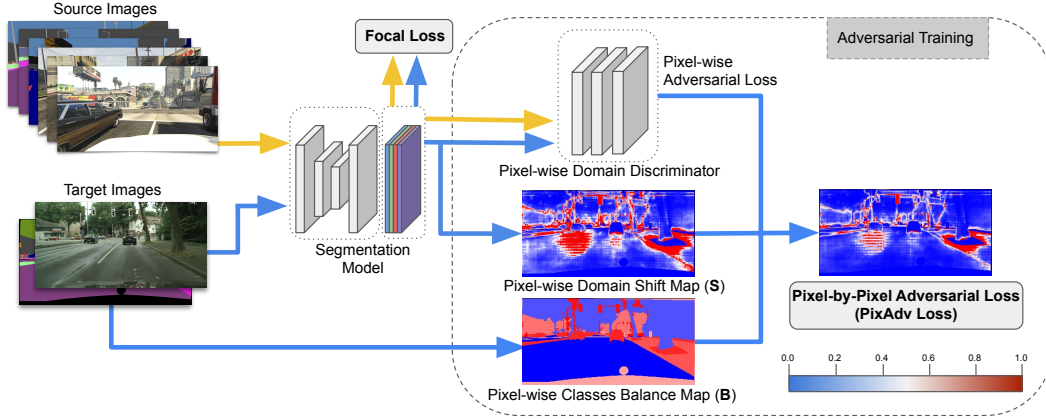 Source Images
Focal Loss
Adversarial Training
Pixel-wise
Adversarial Loss
Pixel-wise Domain Discriminator
Target Images
Segmentation
Model
Pixel-wise Domain Shift Map (S)
Pixel-by-Pixel Adversarial Loss
(PixAdv Loss)
Pixel-wise Classes Balance Map (B)
0.0 0.2 0.4 0.6 0.8 1.0